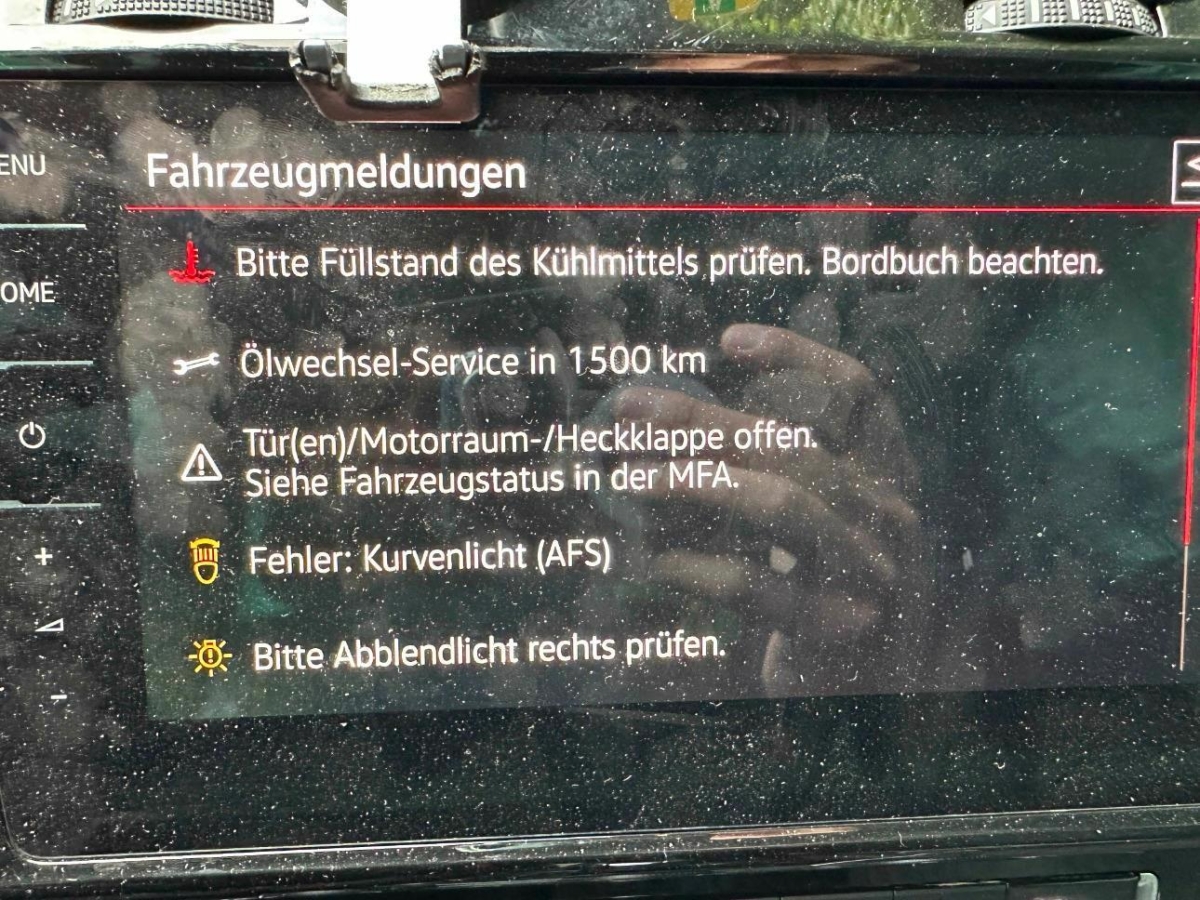 ENU
Fahrzeugmeldungen
Bitte Füllstand des Kühlmittels prüfen. Bordbuch beachten.
OME
Ölwechsel-Service in 1500 km
Tür(en)/Motorraum-/Heckklappe offen.
Siehe Fahrzeugstatus in der MFA.
Fehler: Kurvenlicht (AFS)
Bitte Abblendlicht rechts prüfen.